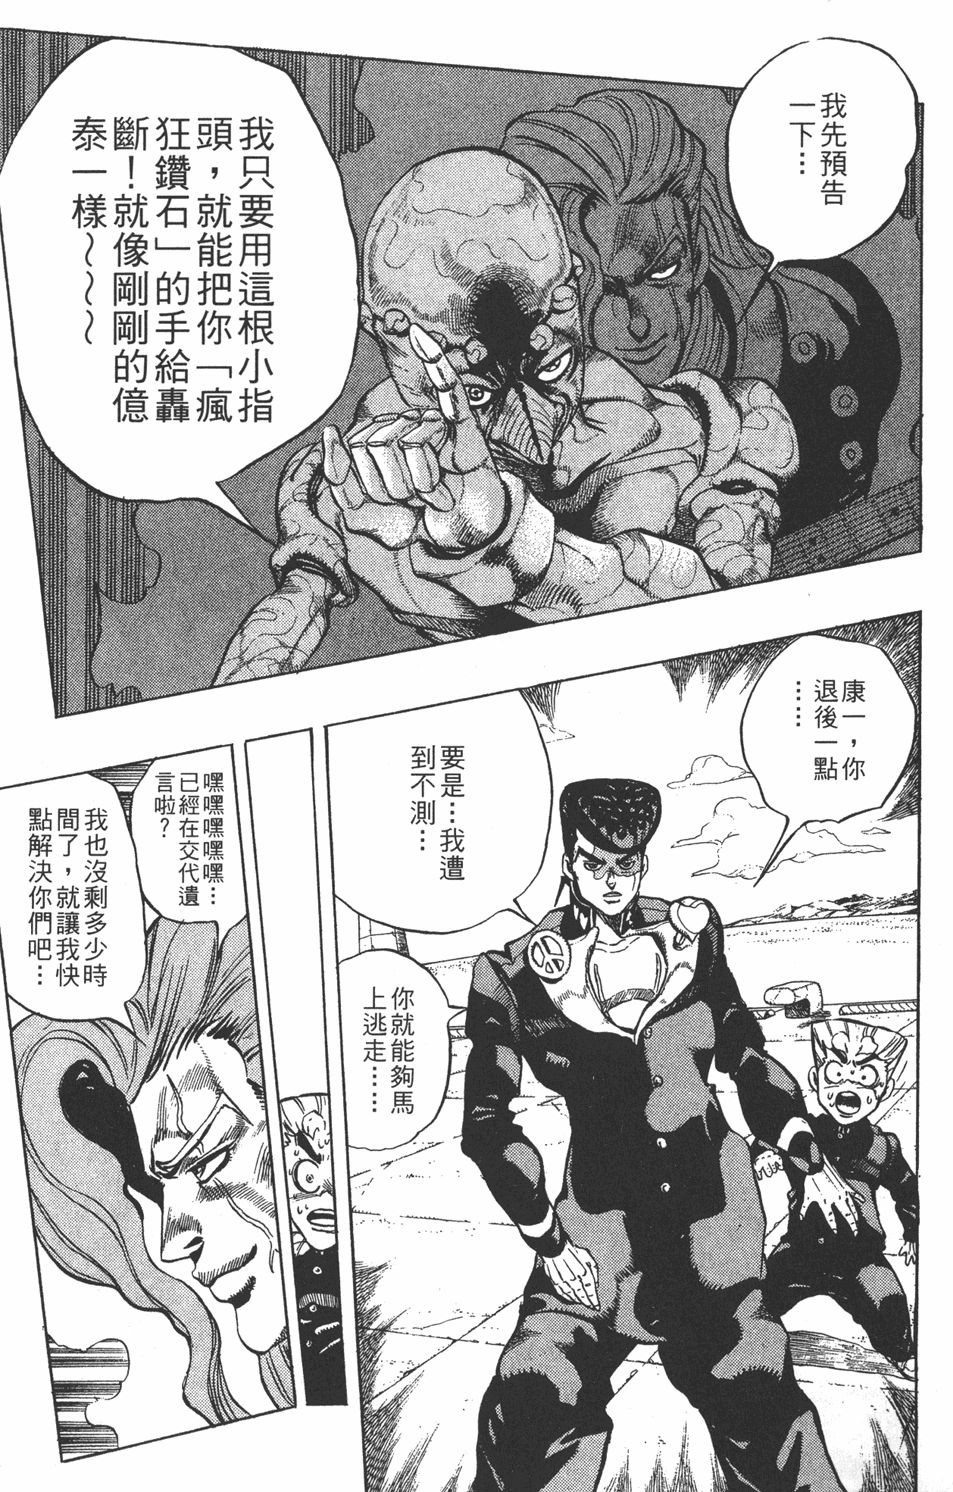 我先預告
一下…
我只要用這根小指
頭，就能把你「瘋
狂鑽石」的手給轟
斷！就像剛剛的億
泰一樣～～～
康一，你
退後一點
……
要是…我遭
到不測…
你就能夠馬
上逃走……
嘿嘿嘿嘿嘿…
已經在交代遺
言啦？
我也沒剩多少時
間了，就讓我快
點解決你們吧…